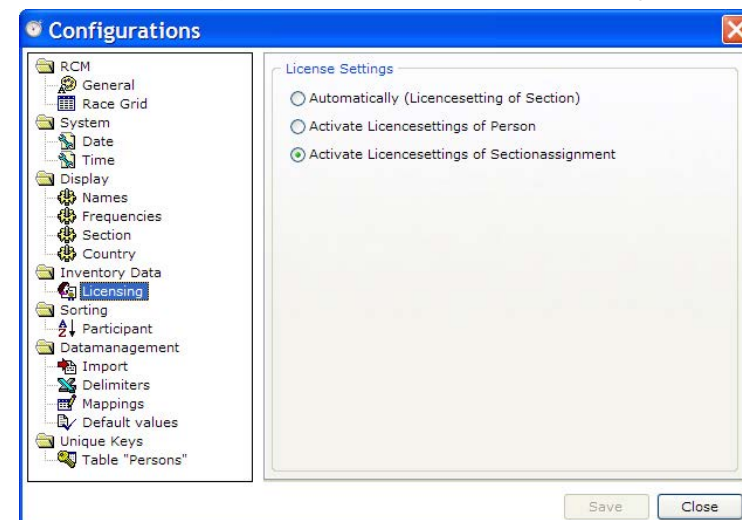 Configurations
RCM
General
Race Grid
System
Date
Time
Display
Names
Frequencies
Section
Country
Inventory Data
Licensing
Sorting
Participant
Datamanagement
Import
Delimiters
Mappings
Default values
Unique Keys
Table "Persons"
License Settings
Automatically (Licencesetting of Section)
Activate Licencesettings of Person
Activate Licencesettings of Sectionassignment
Save
Close